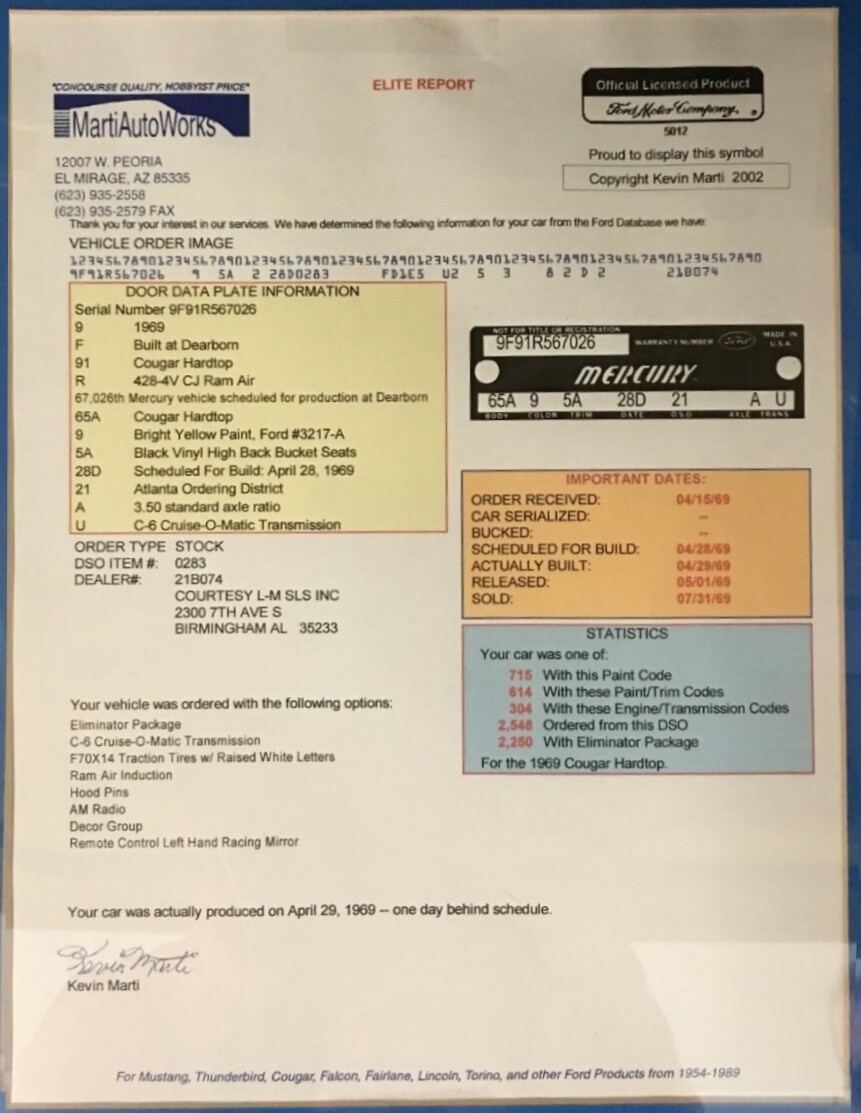 "CONCOURSE QUALITY, HOBBYIST PRICE"
MartiAutoWorks
ELITE REPORT
Official Licensed Product
Ford Motor Company
5012
Proud to display this symbol
Copyright Kevin Marti 2002
12007 W. PEORIA
EL MIRAGE, AZ 85335
(623) 935-2558
(623) 935-2579 FAX
Thank you for your interest in our services. We have determined the following information for your car from the Ford Database we have:
VEHICLE ORDER IMAGE
12345678901234567890123456789012345678901234567890123456789012345678901234567890
9F91R567026 9 5A 2 28D0283 FD1E5 U2 5 3 8 2 D 2 21B074
DOOR DATA PLATE INFORMATION
Serial Number 9F91R567026
9 1969
F Built at Dearborn
91 Cougar Hardtop
R 428-4V CJ Ram Air
67,026th Mercury vehicle scheduled for production at Dearborn
65A Cougar Hardtop
9 Bright Yellow Paint, Ford #3217-A
5A Black Vinyl High Back Bucket Seats
28D Scheduled For Build: April 28, 1969
21 Atlanta Ordering District
A 3.50 standard axle ratio
U C-6 Cruise-O-Matic Transmission
ORDER TYPE STOCK
DSO ITEM #: 0283
DEALER#: 21B074
COURTESY L-M SLS INC
2300 7TH AVE S
BIRMINGHAM AL 35233
NOT FOR TITLE OR REGISTRATION
9F91R567026 WARRANTY NUMBER Ford MADE IN U.S.A.
MERCURY
65A 9 5A 28D 21 A U
BODY COLOR TRIM DATE D.S.O. AXLE TRANS
IMPORTANT DATES:
ORDER RECEIVED: 04/15/69
CAR SERIALIZED: --
BUCKED: --
SCHEDULED FOR BUILD: 04/28/69
ACTUALLY BUILT: 04/29/69
RELEASED: 05/01/69
SOLD: 07/31/69
STATISTICS
Your car was one of:
715 With this Paint Code
614 With these Paint/Trim Codes
304 With these Engine/Transmission Codes
2,548 Ordered from this DSO
2,250 With Eliminator Package
For the 1969 Cougar Hardtop.
Your vehicle was ordered with the following options:
Eliminator Package
C-6 Cruise-O-Matic Transmission
F70X14 Traction Tires w/ Raised White Letters
Ram Air Induction
Hood Pins
AM Radio
Decor Group
Remote Control Left Hand Racing Mirror
Your car was actually produced on April 29, 1969 -- one day behind schedule.
Kevin Marti
Kevin Marti
For Mustang, Thunderbird, Cougar, Falcon, Fairlane, Lincoln, Torino, and other Ford Products from 1954-1989